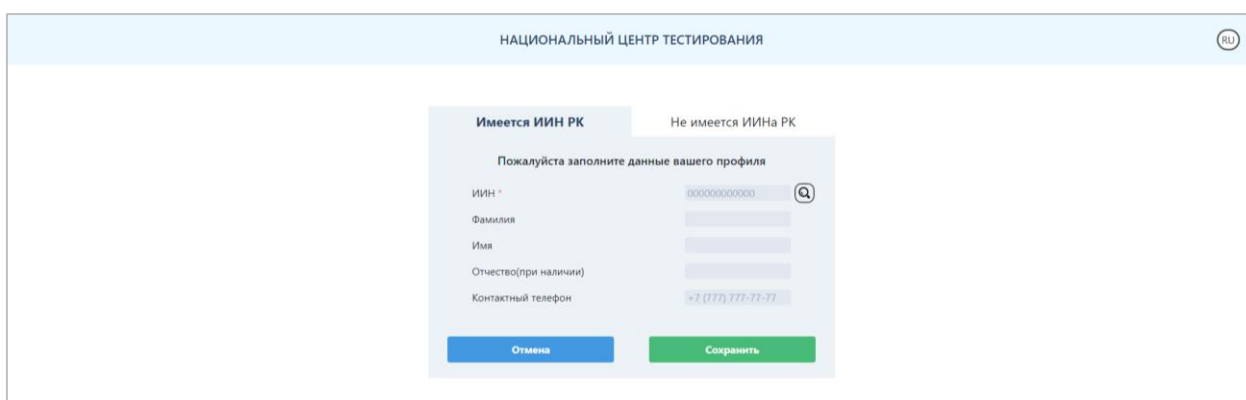 НАЦИОНАЛЬНЫЙ ЦЕНТР ТЕСТИРОВАНИЯ
RU
Имеется ИИН РК
Не имеется ИИНа РК
Пожалуйста заполните данные вашего профиля
ИИН *
000000000000
Фамилия
Имя
Отчество(при наличии)
Контактный телефон
+7 (777) 777-77-77
Отмена
Сохранить